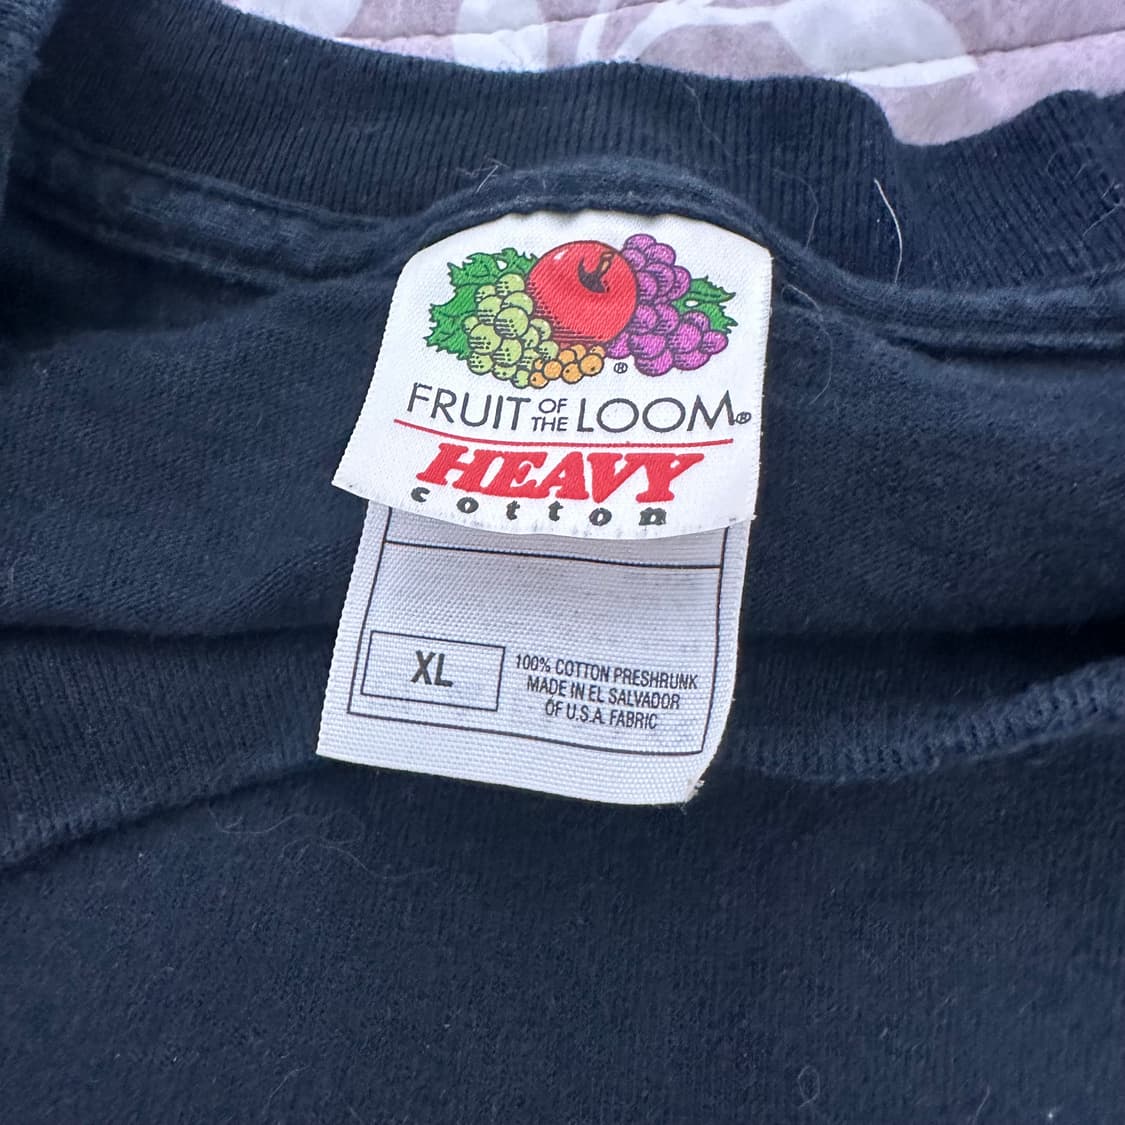 ®
FRUIT OF THE LOOM®
HEAVY
cotton
XL
100% COTTON PRESHRUNK
MADE IN EL SALVADOR
OF U.S.A. FABRIC